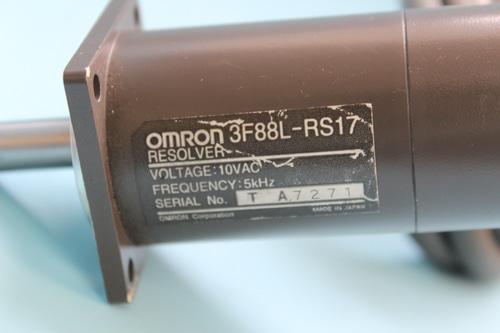 OMRON 3F88L-RS17
RESOLVER
VOLTAGE:10VAC
FREQUENCY:5kHz
SERIAL No. T A7271
OMRON Corporation MADE IN JAPAN